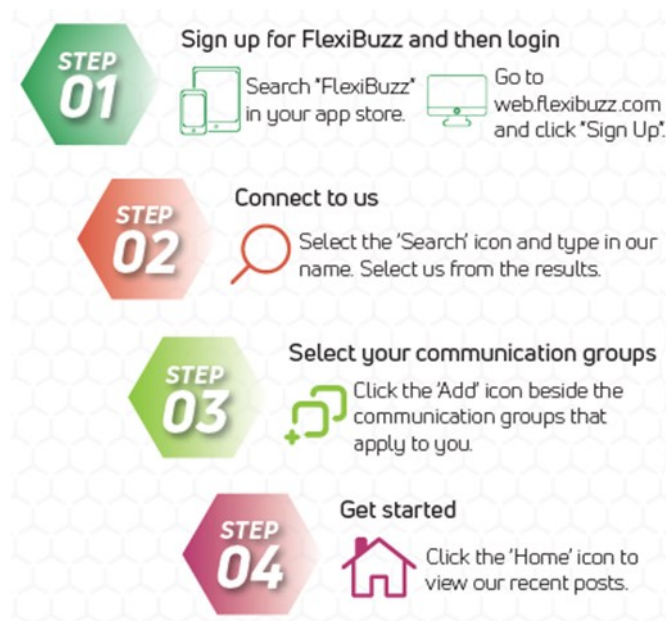 STEP
01
Sign up for FlexiBuzz and then login
Search "FlexiBuzz"
in your app store.
Go to
web.flexibuzz.com
and click "Sign Up".
STEP
02
Connect to us
Select the 'Search' icon and type in our
name. Select us from the results.
STEP
03
Select your communication groups
Click the 'Add' icon beside the
communication groups that
apply to you.
STEP
04
Get started
Click the 'Home' icon to
view our recent posts.